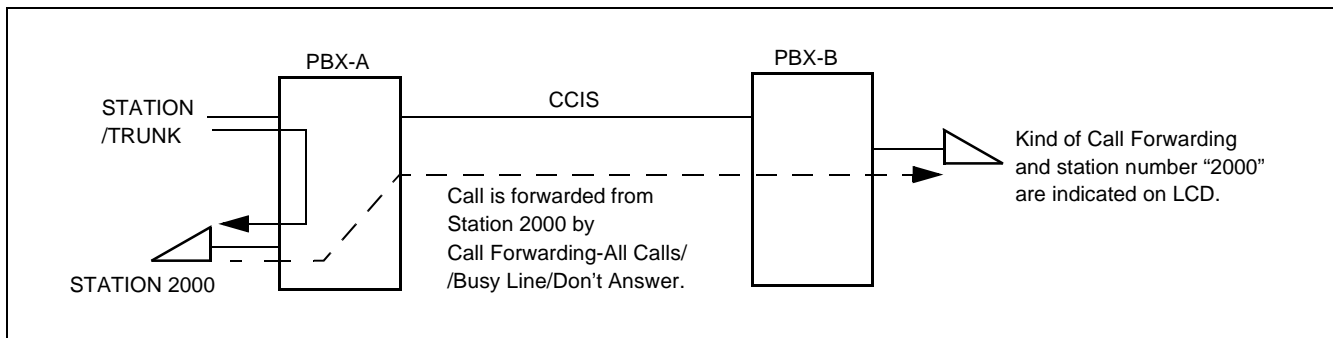 PBX-A
PBX-B
STATION
/TRUNK
CCIS
Kind of Call Forwarding
and station number “2000”
are indicated on LCD.
Call is forwarded from
Station 2000 by
Call Forwarding-All Calls/
/Busy Line/Don’t Answer.
STATION 2000